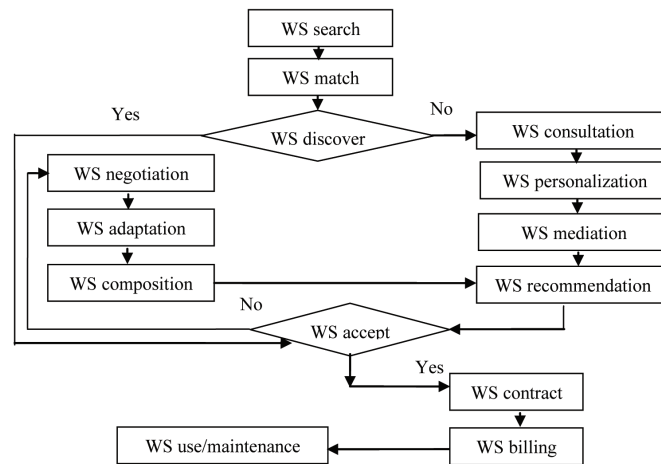 WS search
WS match
Yes
No
WS discover
WS consultation
WS negotiation
WS personalization
WS adaptation
WS mediation
WS composition
WS recommendation
No
WS accept
Yes
WS contract
WS use/maintenance
WS billing